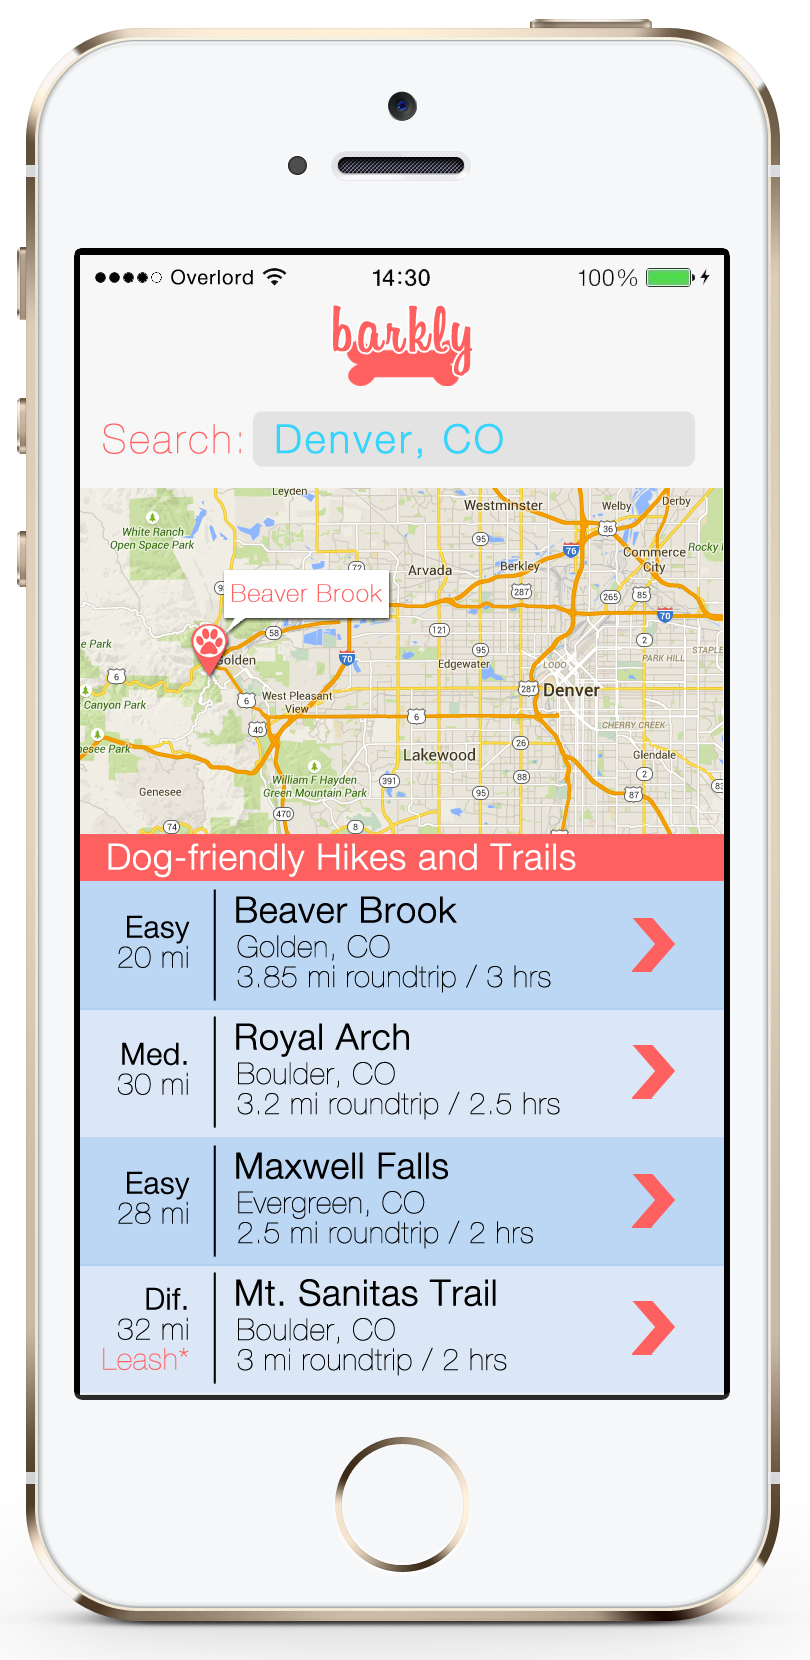 Overlord
14:30
100%
barkly
Search: Denver, CO
Leyden
Westminster
Welby
Derby
White Ranch
Open Space Park
95
36
76
Commerce
City
Rocky
Arvada
Berkley
72
9
287
265
85
Beaver Brook
70
58
121
2
e Park
Golden
70
95
Edgewater
LODO
PARK HILL
STAPLE
6
Canyon Park
6
West Pleasant
View
287
Denver
6
40
CHERRY CREEK
nesee Park
26
Lakewood
Glendale
William F Hayden
Green Mountain Park
391
88
2
Genesee
95
87
83
470
74
8
Dog-friendly Hikes and Trails
Easy
20 mi
Beaver Brook
Golden, CO
3.85 mi roundtrip / 3 hrs
Med.
30 mi
Royal Arch
Boulder, CO
3.2 mi roundtrip / 2.5 hrs
Easy
28 mi
Maxwell Falls
Evergreen, CO
2.5 mi roundtrip / 2 hrs
Dif.
32 mi
Leash*
Mt. Sanitas Trail
Boulder, CO
3 mi roundtrip / 2 hrs